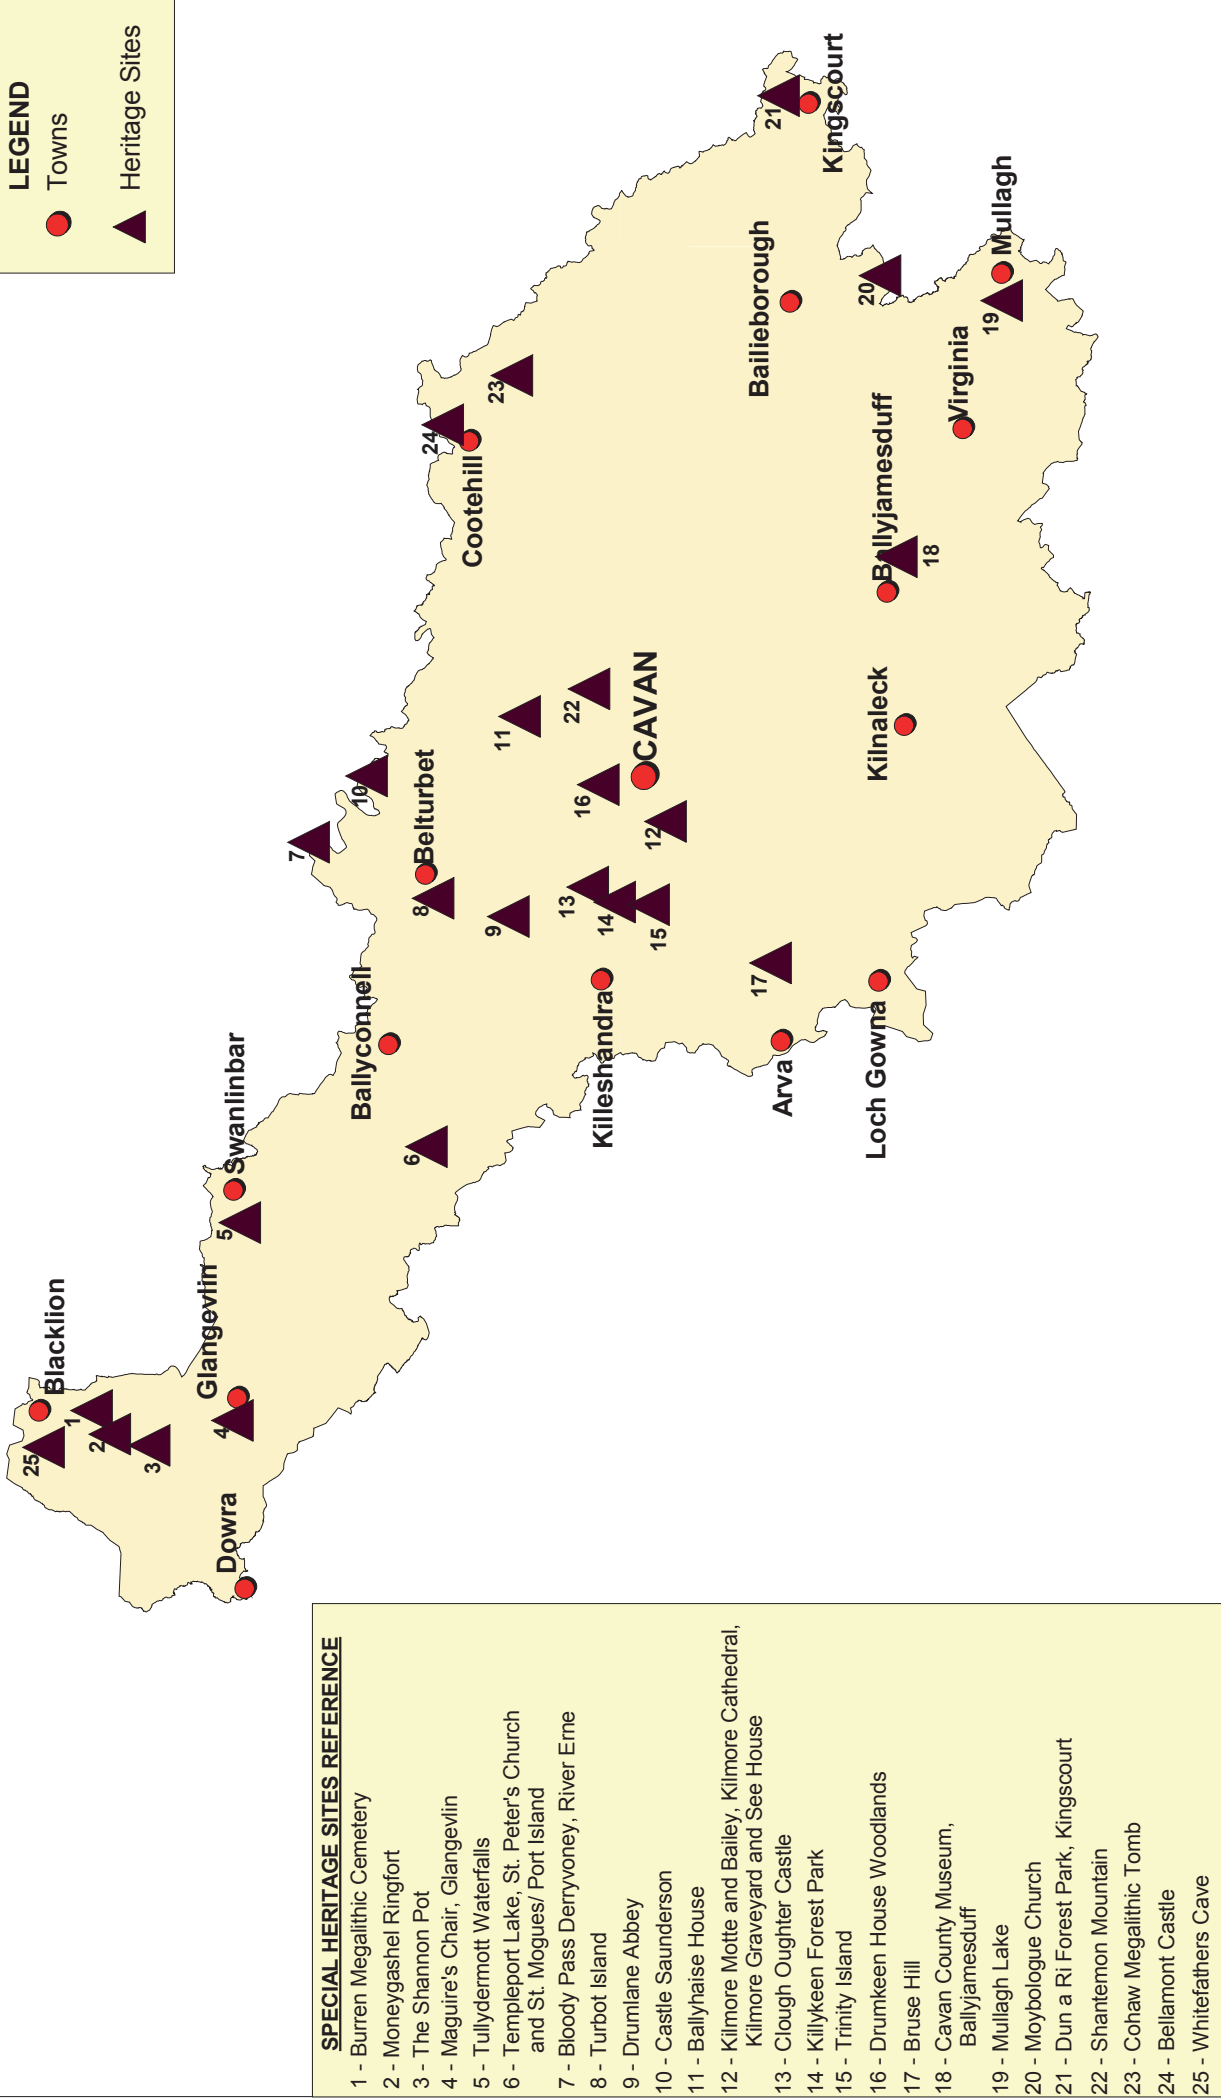 LEGEND
Towns
Heritage Sites
Blacklion
25
1
2
3
Glangevlin
4
Dowra
Swanlinbar
5
6
Ballyconnell
7
10
Belturbet
8
9
11
22
16
CAVAN
12
13
14
15
Killeshandra
17
Arva
Loch Gowna
Kilnaleck
Ballyjamesduff
18
Cootehill
24
23
Bailieborough
Virginia
19
Mullagh
20
21
Kingscourt
SPECIAL HERITAGE SITES REFERENCE
1 - Burren Megalithic Cemetery
2 - Moneygashel Ringfort
3 - The Shannon Pot
4 - Maguire's Chair, Glangevlin
5 - Tullydermott Waterfalls
6 - Templeport Lake, St. Peter's Church
and St. Mogues/ Port Island
7 - Bloody Pass Derryvoney, River Erne
8 - Turbot Island
9 - Drumlane Abbey
10 - Castle Saunderson
11 - Ballyhaise House
12 - Kilmore Motte and Bailey, Kilmore Cathedral,
Kilmore Graveyard and See House
13 - Clough Oughter Castle
14 - Killykeen Forest Park
15 - Trinity Island
16 - Drumkeen House Woodlands
17 - Bruse Hill
18 - Cavan County Museum,
Ballyjamesduff
19 - Mullagh Lake
20 - Moybologue Church
21 - Dun a Ri Forest Park, Kingscourt
22 - Shantemon Mountain
23 - Cohaw Megalithic Tomb
24 - Bellamont Castle
25 - Whitefathers Cave